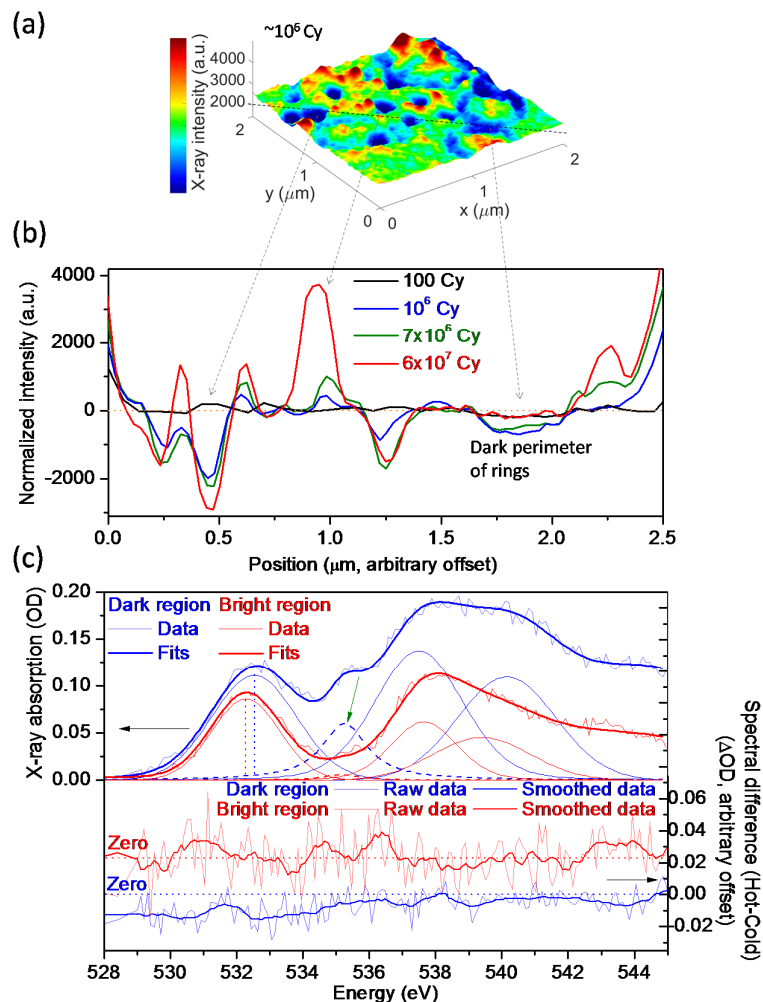 (a)
~10⁶ Cy
X-ray intensity (a.u.)
4000
3000
2000
2
1
0
y (μm)
0
1
2
x (μm)
(b)
Normalized intensity (a.u.)
4000
2000
0
-2000
100 Cy
10⁶ Cy
7x10⁶ Cy
6x10⁷ Cy
Dark perimeter
of rings
0.0 0.5 1.0 1.5 2.0 2.5
Position (μm, arbitrary offset)
(c)
X-ray absorption (OD)
0.20
0.15
0.10
0.05
0.00
Dark region Bright region
Data Data
Fits Fits
Dark region Raw data Smoothed data
Bright region Raw data Smoothed data
Zero
Zero
0.06
0.04
0.02
0.00
0.02
Spectral difference (Hot-Cold)
(ΔOD, arbitrary offset)
528 530 532 534 536 538 540 542 544
Energy (eV)